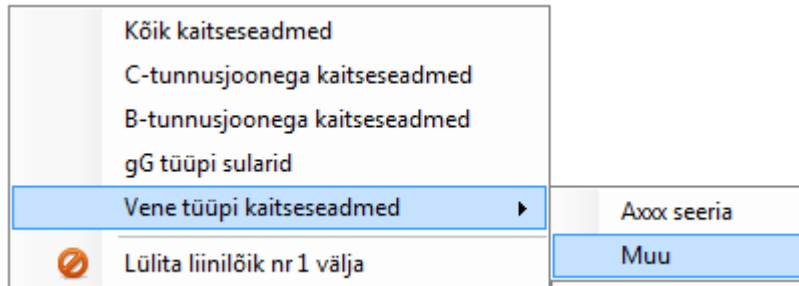 Kõik kaitseseadmed
C-tunnusjoonega kaitseseadmed
B-tunnusjoonega kaitseseadmed
gG tüüpi sularid
Vene tüüpi kaitseseadmed
Axxx seeria
Muu
Lülita liinilõik nr 1 välja